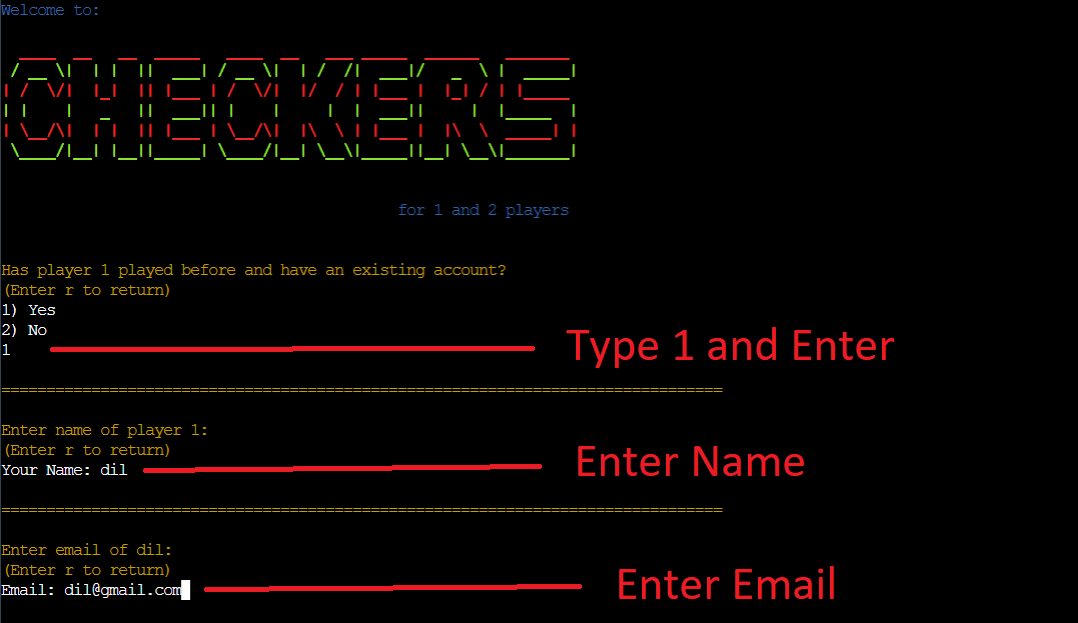 Welcome to:
CHECKERS
for 1 and 2 players
Has player 1 played before and have an existing account?
(Enter r to return)
1) Yes
2) No
1
Type 1 and Enter
================================================================================
Enter name of player 1:
(Enter r to return)
Your Name: dil
Enter Name
================================================================================
Enter email of dil:
(Enter r to return)
Email: dil@gmail.com
Enter Email